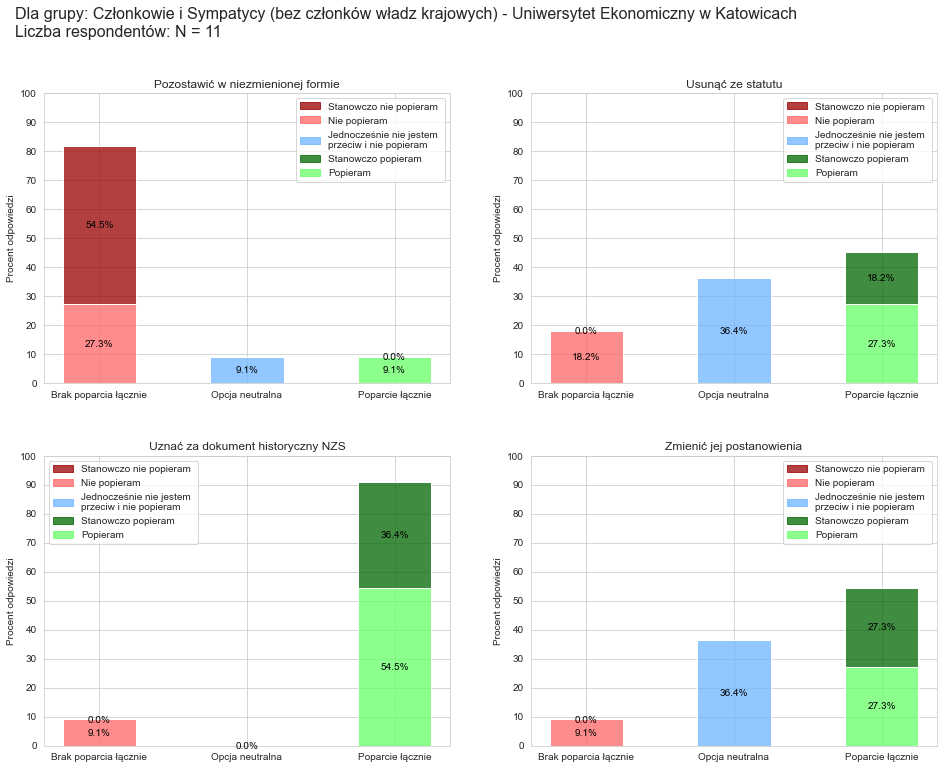 Dla grupy: Członkowie i Sympatycy (bez członków władz krajowych) - Uniwersytet Ekonomiczny w Katowicach
Liczba respondentów: N = 11
Pozostawić w niezmienionej formie
Procent odpowiedzi
100
90
80
70
60
50
40
30
20
10
0
Stanowczo nie popieram
Nie popieram
Jednocześnie nie jestem
przeciw i nie popieram
Stanowczo popieram
Popieram
54.5%
27.3%
9.1%
0.0%
9.1%
Brak poparcia łącznie
Opcja neutralna
Poparcie łącznie
Usunąć ze statutu
Procent odpowiedzi
100
90
80
70
60
50
40
30
20
10
0
Stanowczo nie popieram
Nie popieram
Jednocześnie nie jestem
przeciw i nie popieram
Stanowczo popieram
Popieram
0.0%
18.2%
36.4%
18.2%
27.3%
Brak poparcia łącznie
Opcja neutralna
Poparcie łącznie
Uznać za dokument historyczny NZS
Procent odpowiedzi
100
90
80
70
60
50
40
30
20
10
0
Stanowczo nie popieram
Nie popieram
Jednocześnie nie jestem
przeciw i nie popieram
Stanowczo popieram
Popieram
0.0%
9.1%
0.0%
36.4%
54.5%
Brak poparcia łącznie
Opcja neutralna
Poparcie łącznie
Zmienić jej postanowienia
Procent odpowiedzi
100
90
80
70
60
50
40
30
20
10
0
Stanowczo nie popieram
Nie popieram
Jednocześnie nie jestem
przeciw i nie popieram
Stanowczo popieram
Popieram
0.0%
9.1%
36.4%
27.3%
27.3%
Brak poparcia łącznie
Opcja neutralna
Poparcie łącznie